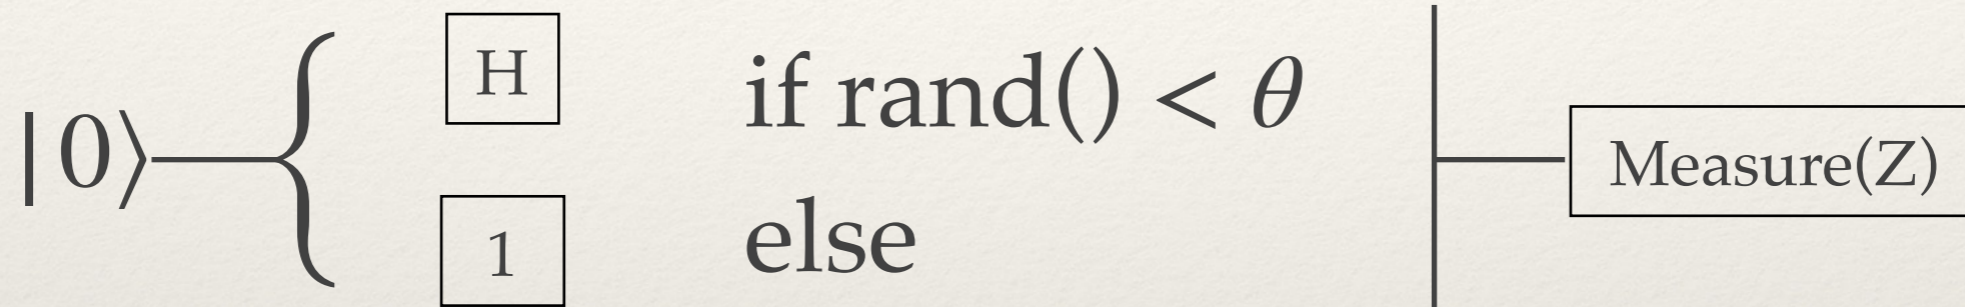 |0⟩
H if rand() < θ
1 else
Measure(Z)